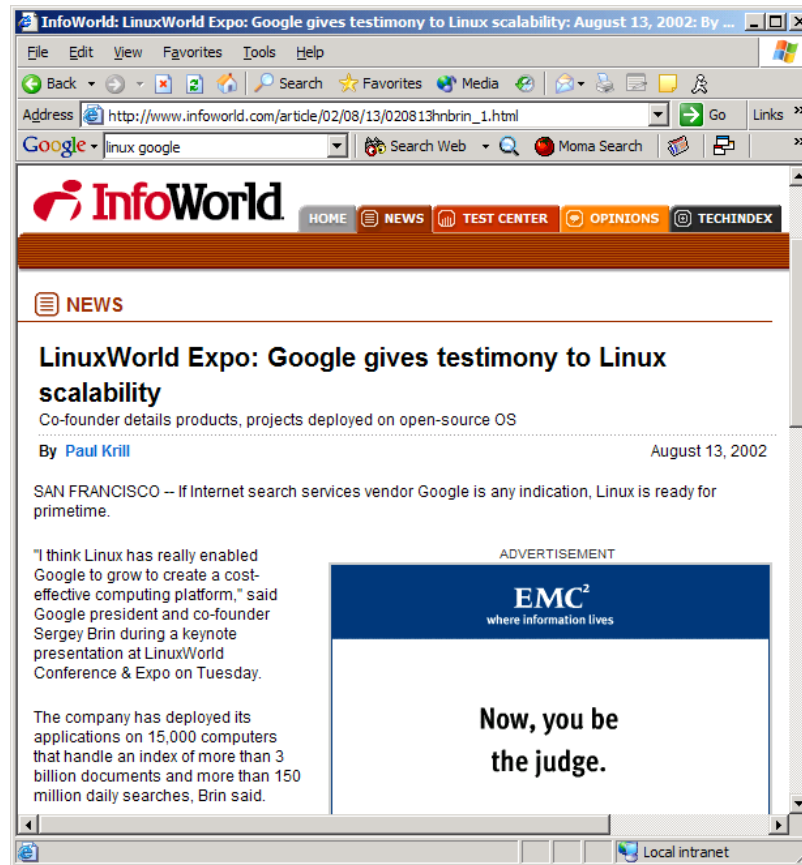 InfoWorld: LinuxWorld Expo: Google gives testimony to Linux scalability: August 13, 2002: By ...
File Edit View Favorites Tools Help
Back Search Favorites Media
Address http://www.infoworld.com/article/02/08/13/020813hnbrin_1.html Go Links »
Google linux google Search Web Moma Search »
InfoWorld
HOME NEWS TEST CENTER OPINIONS TECHINDEX
NEWS
LinuxWorld Expo: Google gives testimony to Linux
scalability
Co-founder details products, projects deployed on open-source OS
By Paul Krill August 13, 2002
SAN FRANCISCO -- If Internet search services vendor Google is any indication, Linux is ready for
primetime.
"I think Linux has really enabled
Google to grow to create a cost-
effective computing platform," said
Google president and co-founder
Sergey Brin during a keynote
presentation at LinuxWorld
Conference & Expo on Tuesday.
The company has deployed its
applications on 15,000 computers
that handle an index of more than 3
billion documents and more than 150
million daily searches, Brin said.
ADVERTISEMENT
EMC²
where information lives
Now, you be
the judge.
Local intranet